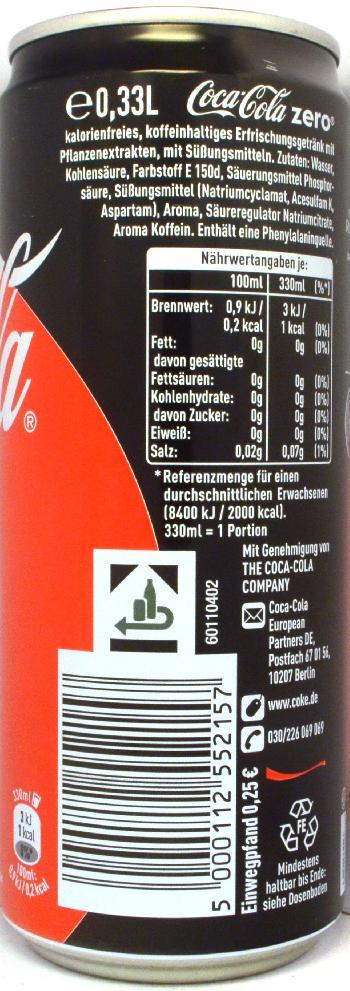 e0,33L Coca-Cola zero®
kalorienfreies, koffeinhaltiges Erfrischungsgetränk mit
Pflanzenextrakten, mit Süßungsmitteln. Zutaten: Wasser,
Kohlensäure, Farbstoff E 150d, Säuerungsmittel Phosphor-
säure, Süßungsmittel (Natriumcyclamat, Acesulfam K,
Aspartam), Aroma, Säureregulator Natriumcitrate,
Aroma Koffein. Enthält eine Phenylalaninquelle.
Nährwertangaben je:
100ml 330ml (%*)
Brennwert: 0,9 kJ/ 3 kJ/
0,2 kcal 1 kcal (0%)
Fett: 0g 0g (0%)
davon gesättigte
Fettsäuren: 0g 0g (0%)
Kohlenhydrate: 0g 0g (0%)
davon Zucker: 0g 0g (0%)
Eiweiß: 0g 0g (0%)
Salz: 0,02g 0,07g (1%)
*Referenzmenge für einen
durchschnittlichen Erwachsenen
(8400 kJ / 2000 kcal).
330ml = 1 Portion
Mit Genehmigung von
THE COCA-COLA
COMPANY
Coca-Cola
European
Partners DE,
Postfach 67 01 56,
10207 Berlin
www.coke.de
030/226 069 069
60110402
5 000112 552157
Einwegpfand 0,25 €
FE
Mindestens
haltbar bis Ende:
siehe Dosenboden
a®
330ml
3 kJ
1 kcal
100ml:
0,9 kJ/0,2 kcal